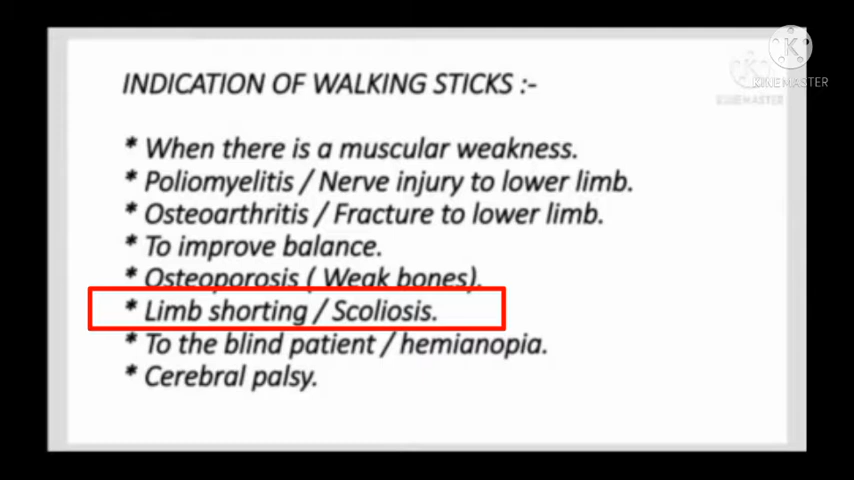 INDICATION OF WALKING STICKS :-
K
KINEMASTER
K
KINEMASTER
* When there is a muscular weakness.
* Poliomyelitis / Nerve injury to lower limb.
* Osteoarthritis / Fracture to lower limb.
* To improve balance.
* Osteoporosis ( Weak bones).
* Limb shorting / Scoliosis.
* To the blind patient / hemianopia.
* Cerebral palsy.